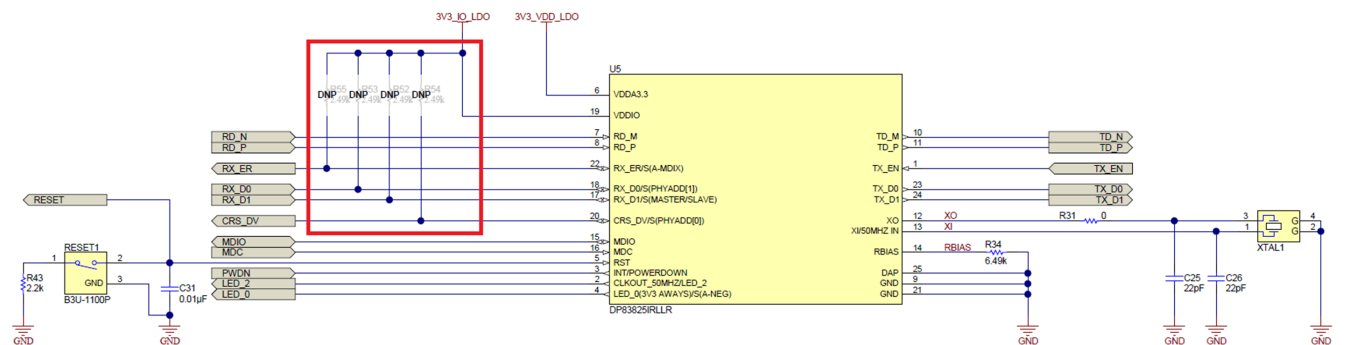 3V3_IO_LDO
3V3_VDD_LDO
U5
R55 R53 R52 R54
DNP DNP DNP DNP
2.49k 2.49k 2.49k 2.49k
6 VDDA3.3
19 VDDIO
RD_N 7 RD_M TD_M 10 TD_N
RD_P 8 RD_P TD_P 11 TD_P
RX_ER 22 RX_ER/S(A-MDIX) TX_EN 1 TX_EN
RX_D0 18 RX_D0/S(PHYADD[1]) TX_D0 23 TX_D0
RX_D1 17 RX_D1/S(MASTER/SLAVE) TX_D1 24 TX_D1
RESET
CRS_DV 20 CRS_DV/S(PHYADD[0]) XO 12 XO R31 0 3 4
XI/50MHZ IN 13 XI 1 2
G
G
XTAL1
MDIO 15 MDIO
MDC 16 MDC RBIAS 14 RBIAS R34
6.49k
RESET1
1 2
5 RST
GND 3
B3U-1100P
R43
2.2k
C31
0.01µF
PWDN 3 INT/POWERDOWN DAP 25
LED_2 2 CLKOUT_50MHZ/LED_2 GND 9
LED_0 4 LED_0(3V3 AWAYS)/S(A-NEG) GND 21
DP83825IRLLR
C25
22pF
C26
22pF
GND
GND
GND
GND
GND
GND